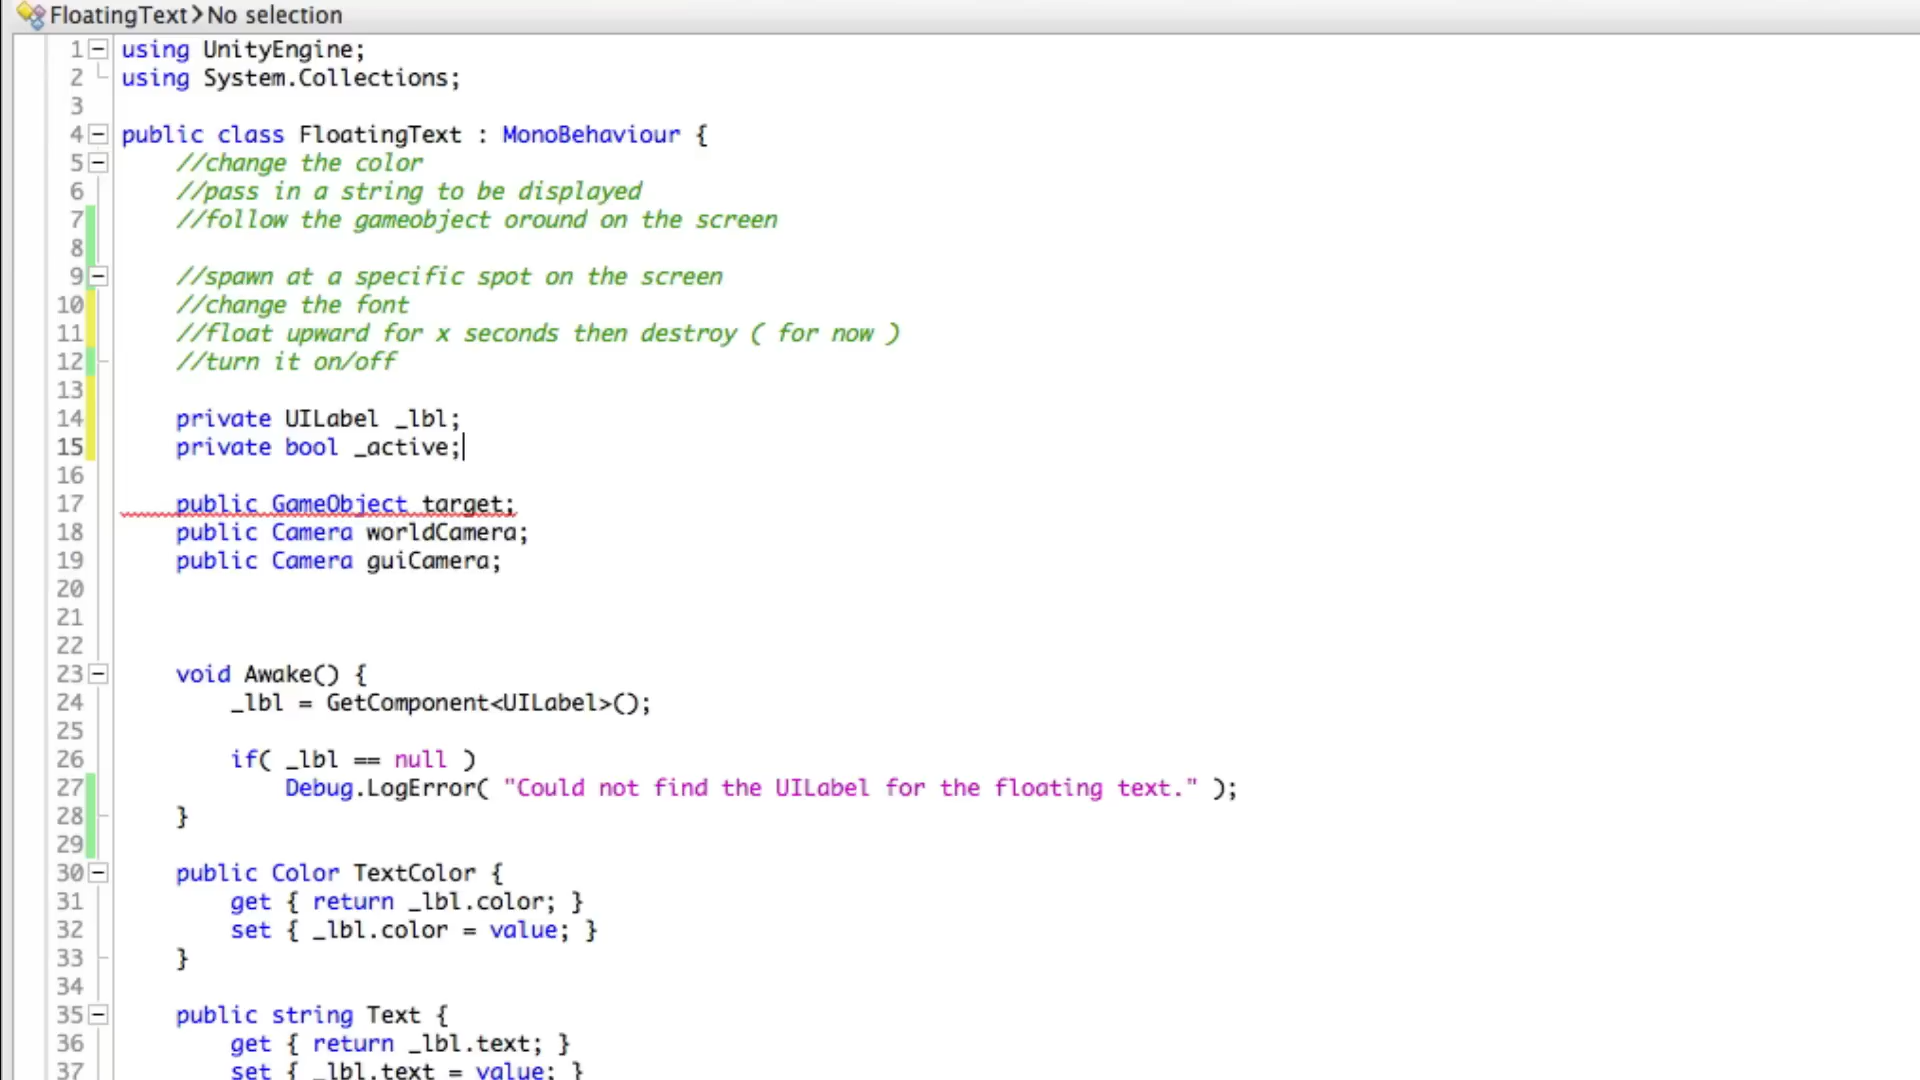 FloatingText>No selection
1 using UnityEngine;
2 using System.Collections;
3
4 public class FloatingText : MonoBehaviour {
5 //change the color
6 //pass in a string to be displayed
7 //follow the gameobject oround on the screen
8
9 //spawn at a specific spot on the screen
10 //change the font
11 //float upward for x seconds then destroy ( for now )
12 //turn it on/off
13
14 private UILabel _lbl;
15 private bool _active;
16
17 public GameObject target;
18 public Camera worldCamera;
19 public Camera guiCamera;
20
21
22
23 void Awake() {
24 _lbl = GetComponent<UILabel>();
25
26 if( _lbl == null )
27 Debug.LogError( "Could not find the UILabel for the floating text." );
28 }
29
30 public Color TextColor {
31 get { return _lbl.color; }
32 set { _lbl.color = value; }
33 }
34
35 public string Text {
36 get { return _lbl.text; }
37 set { _lbl.text = value; }